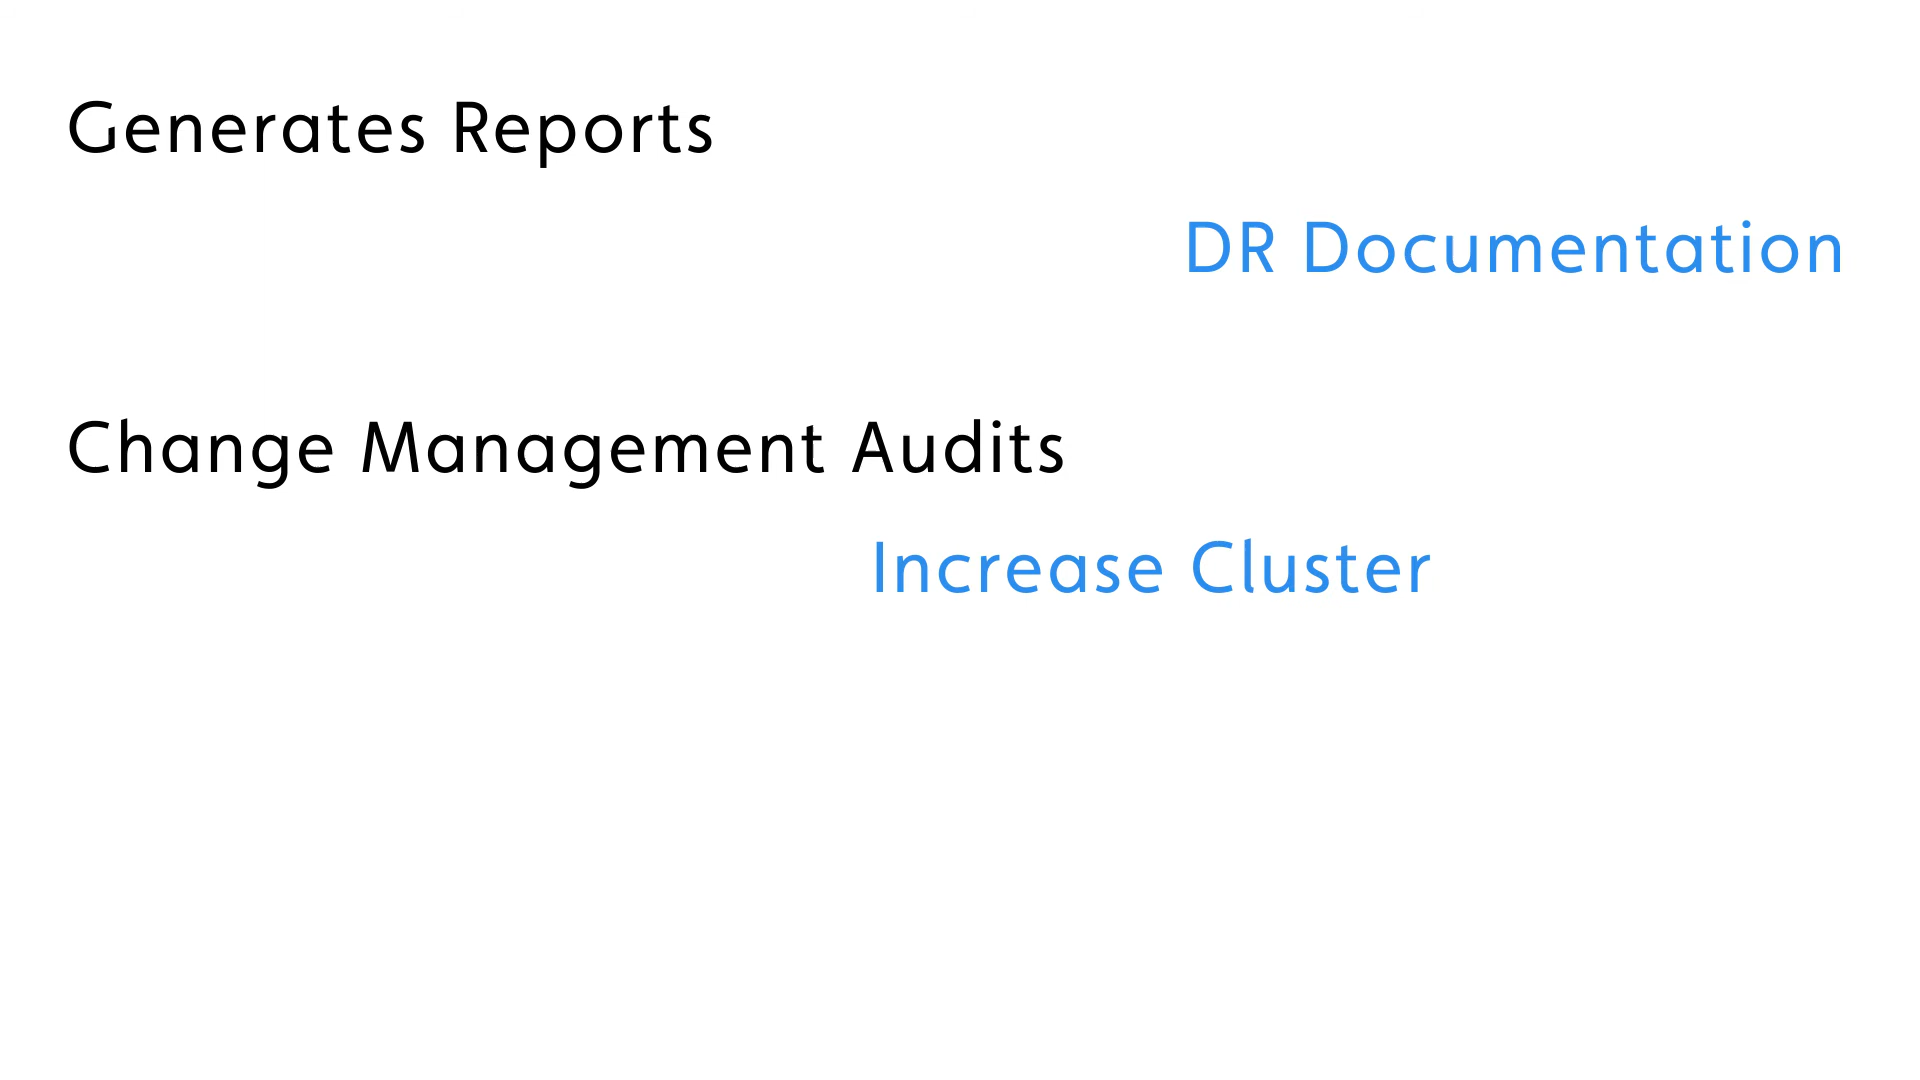 Generates Reports
DR Documentation
Change Management Audits
Increase Cluster